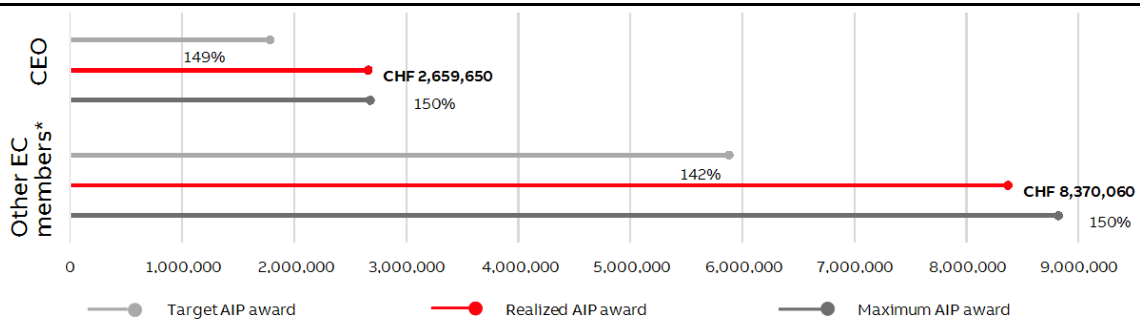 CEO
149%
CHF 2,659,650
150%
Other EC
members*
142%
CHF 8,370,060
150%
0 1,000,000 2,000,000 3,000,000 4,000,000 5,000,000 6,000,000 7,000,000 8,000,000 9,000,000
Target AIP award Realized AIP award Maximum AIP award